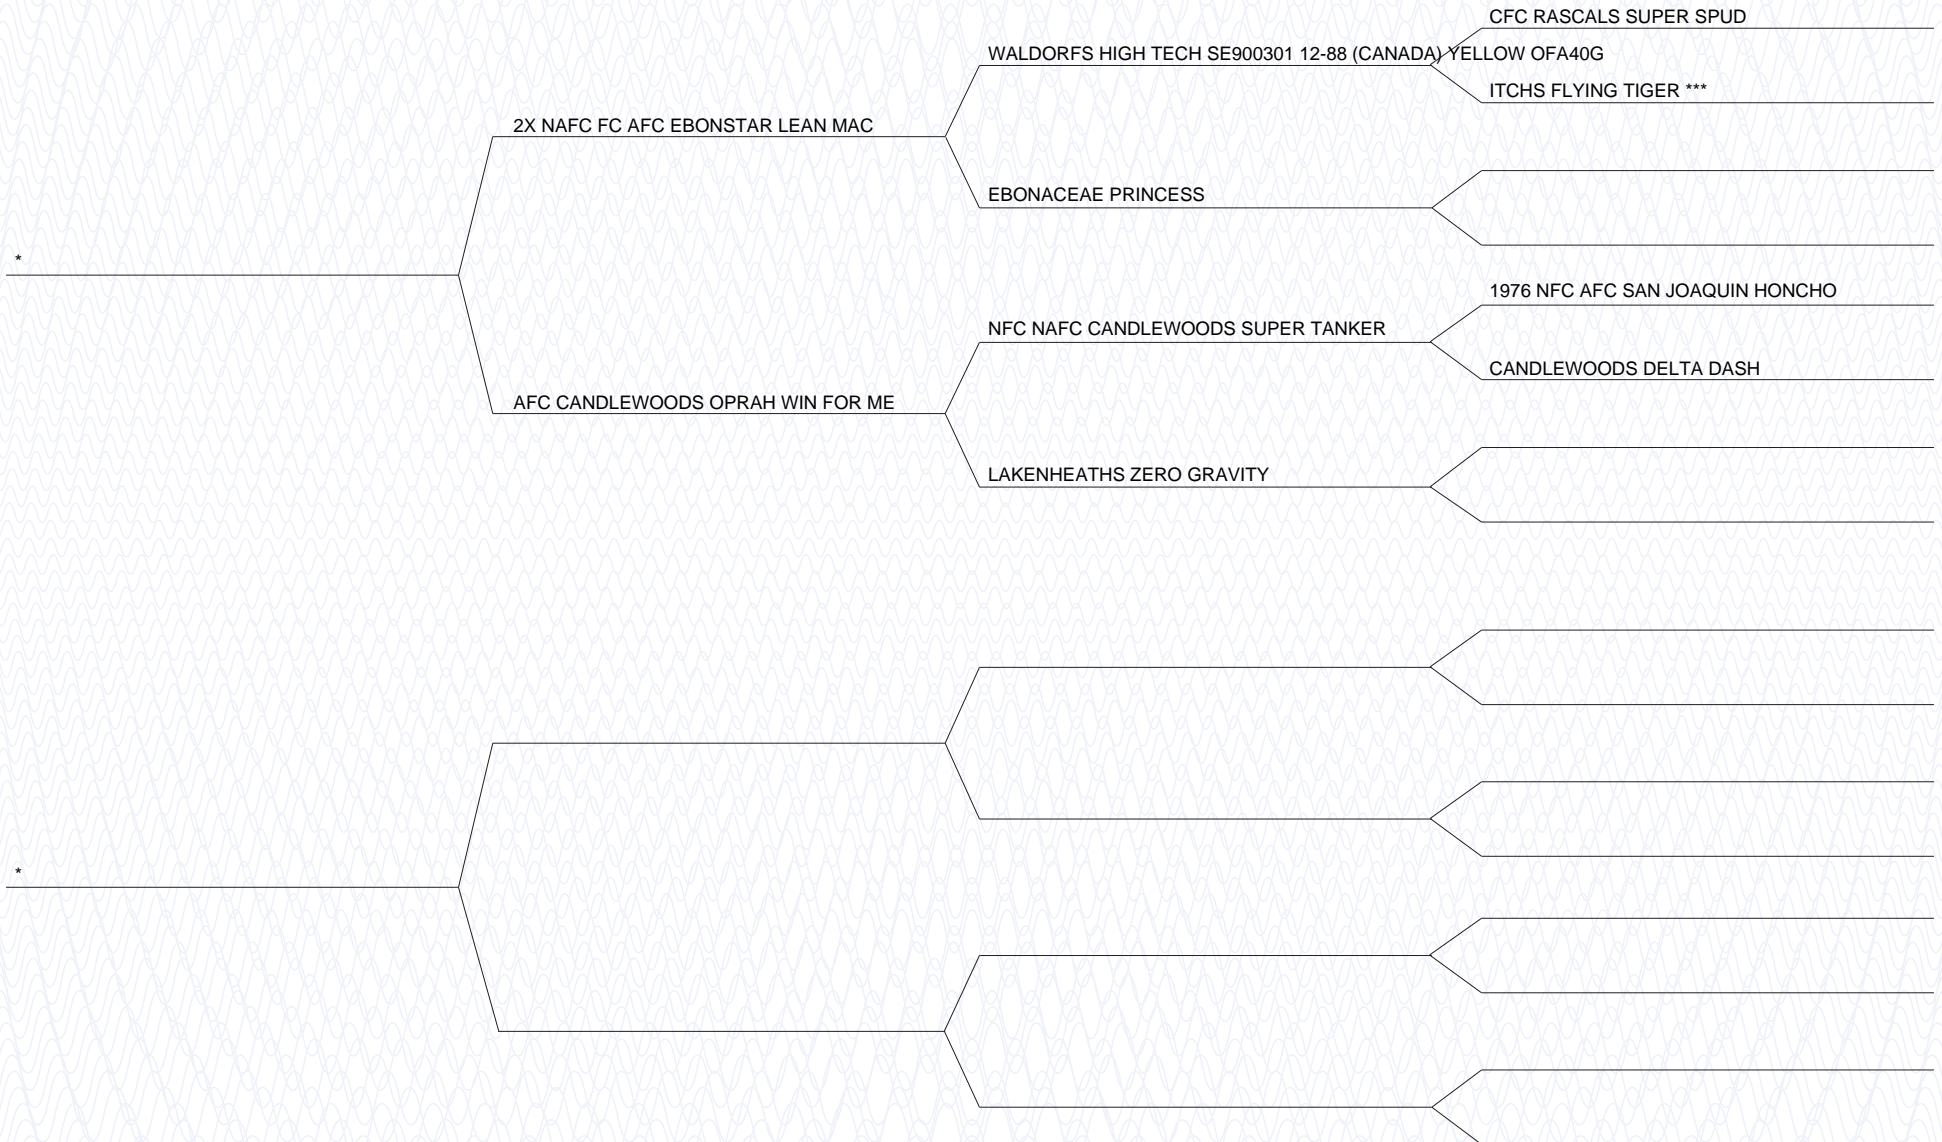 CFC RASCALS SUPER SPUD
WALDORFS HIGH TECH SE900301 12-88 (CANADA) YELLOW OFA40G
ITCHS FLYING TIGER ***
2X NAFC FC AFC EBONSTAR LEAN MAC
EBONACEAE PRINCESS
*
1976 NFC AFC SAN JOAQUIN HONCHO
NFC NAFC CANDLEWOODS SUPER TANKER
CANDLEWOODS DELTA DASH
AFC CANDLEWOODS OPRAH WIN FOR ME
LAKENHEATHS ZERO GRAVITY
*